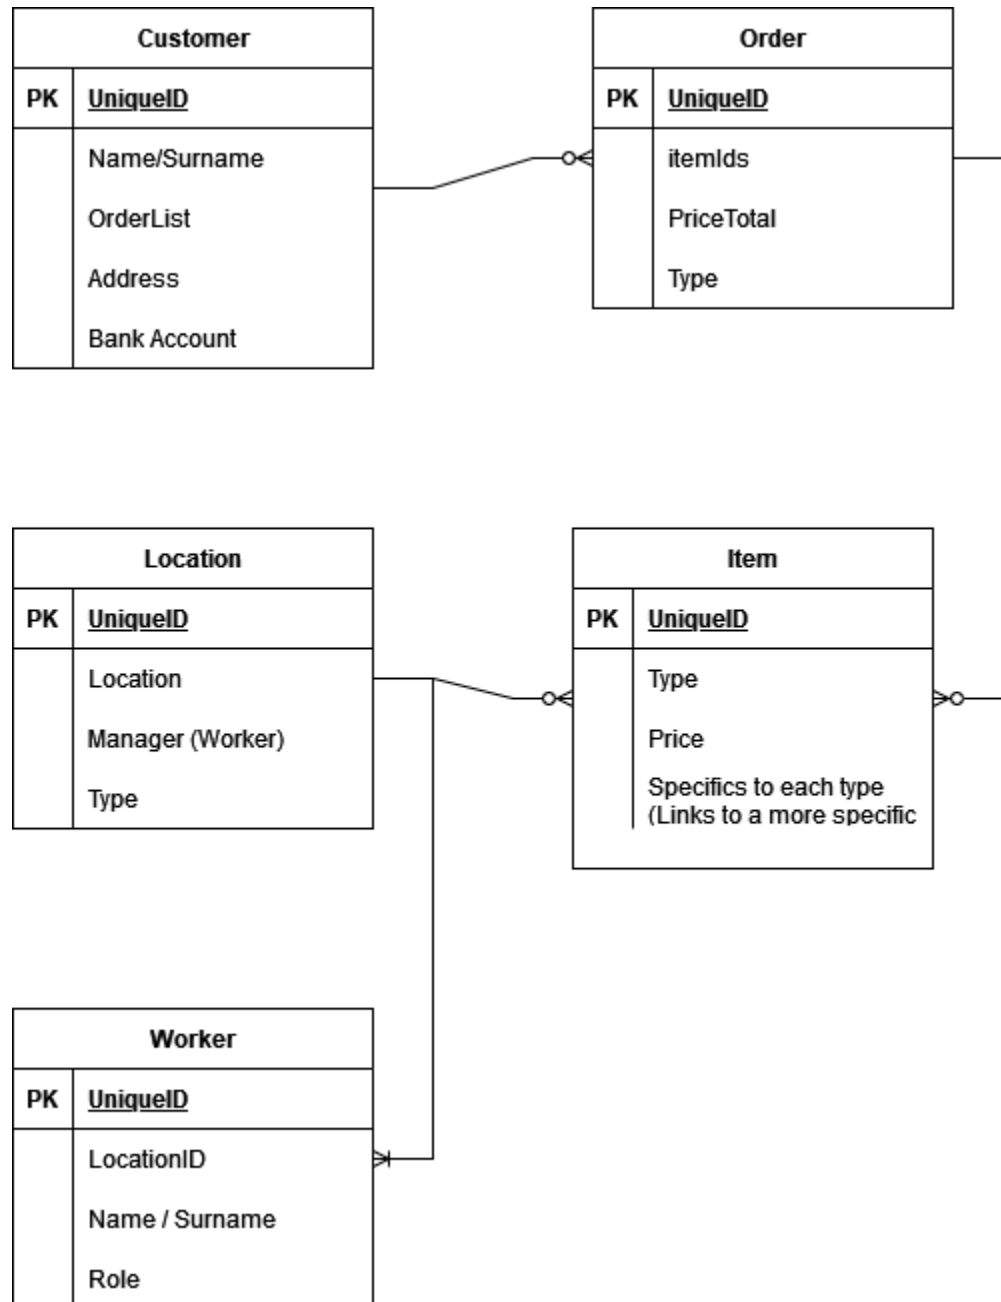 Customer
PK UniqueID
Name/Surname
OrderList
Address
Bank Account
Order
PK UniqueID
itemIds
PriceTotal
Type
Location
PK UniqueID
Location
Manager (Worker)
Type
Item
PK UniqueID
Type
Price
Specifics to each type
(Links to a more specific
Worker
PK UniqueID
LocationID
Name / Surname
Role